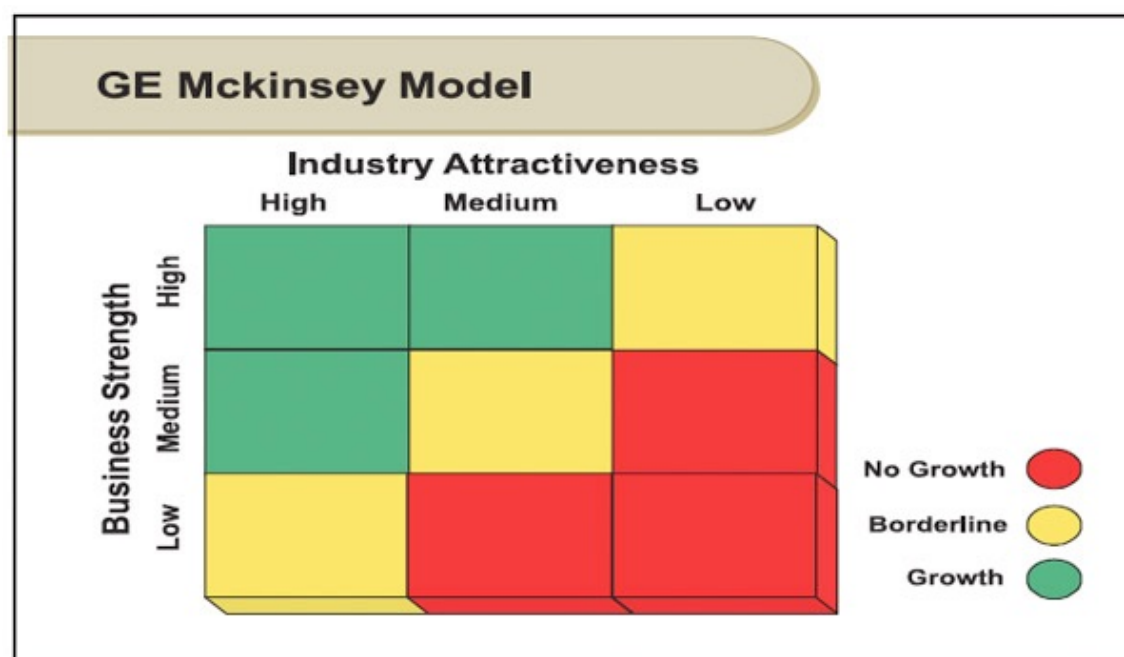 GE Mckinsey Model
Industry Attractiveness
High Medium Low
Business Strength
High
Medium
Low
No Growth
Borderline
Growth